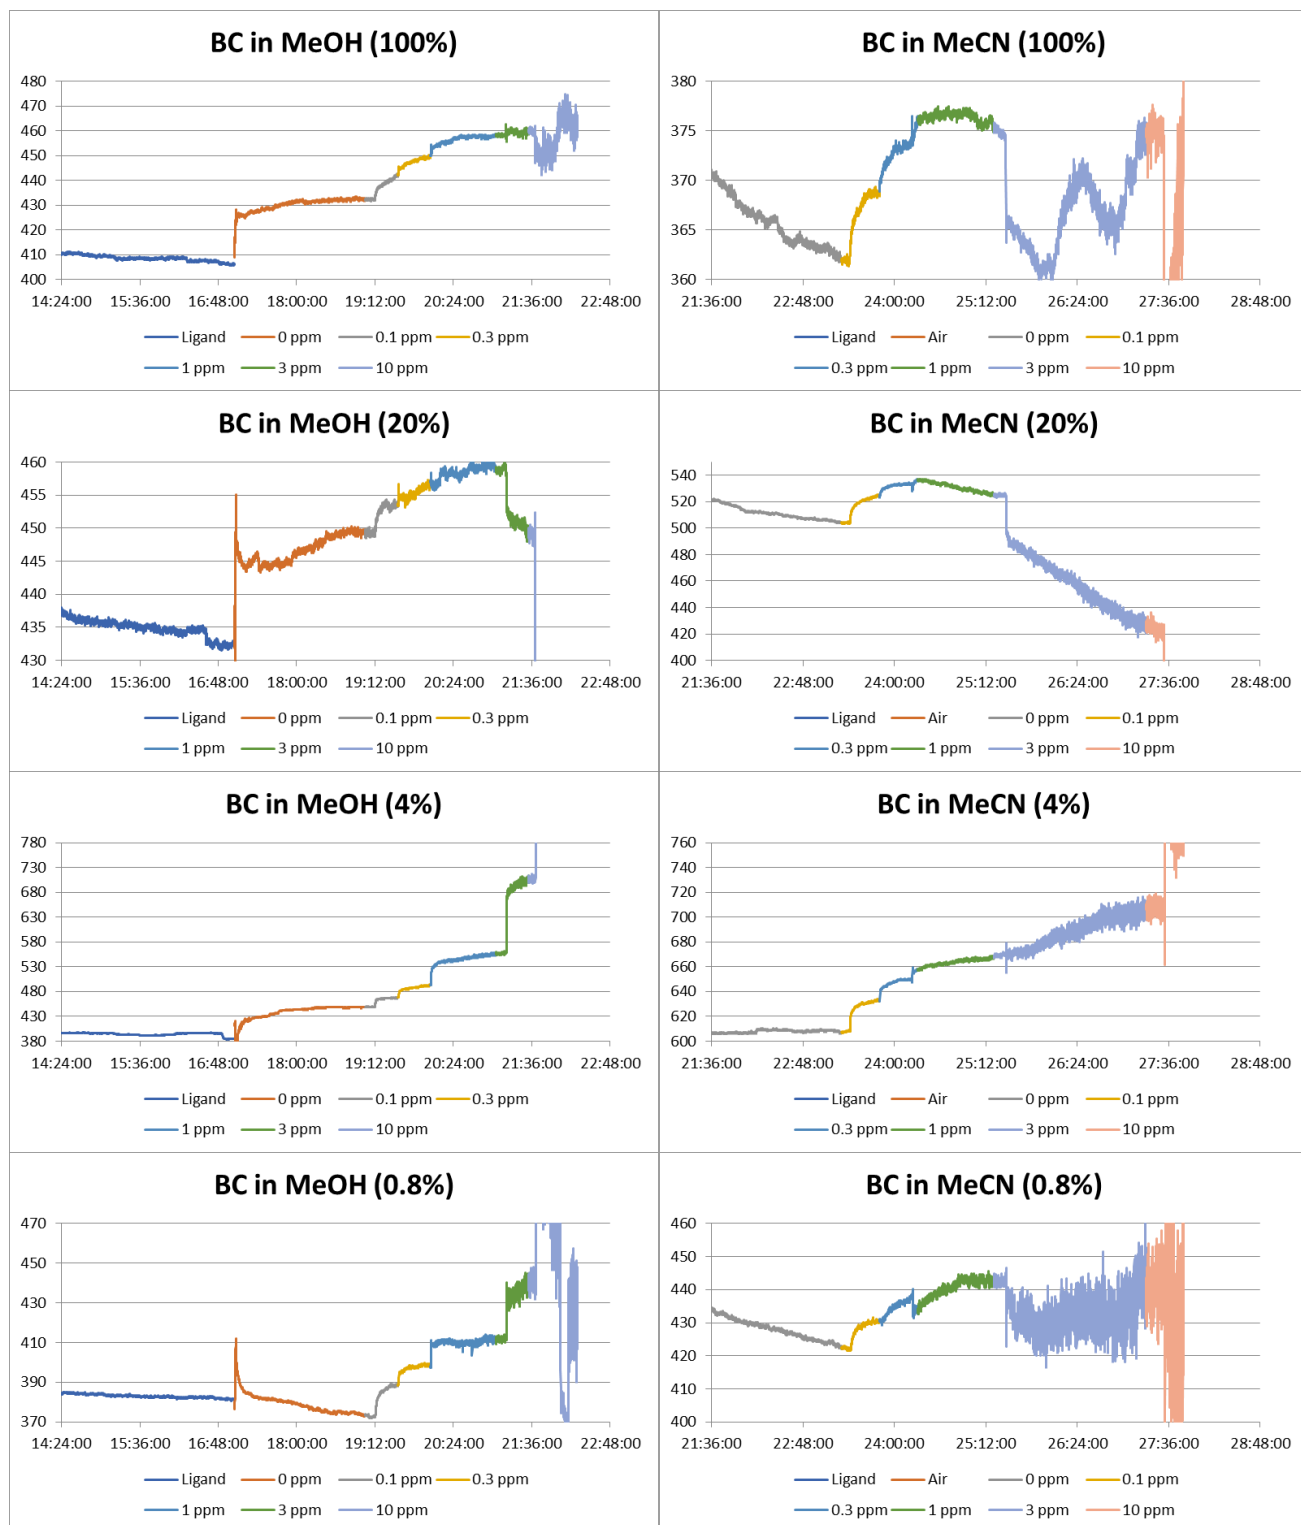 BC in MeOH (100%)
480
470
460
450
440
430
420
410
400
14:24:00 15:36:00 16:48:00 18:00:00 19:12:00 20:24:00 21:36:00 22:48:00
Ligand 0 ppm 0.1 ppm 0.3 ppm
1 ppm 3 ppm 10 ppm
BC in MeCN (100%)
380
375
370
365
360
21:36:00 22:48:00 24:00:00 25:12:00 26:24:00 27:36:00 28:48:00
Ligand Air 0 ppm 0.1 ppm
0.3 ppm 1 ppm 3 ppm 10 ppm
BC in MeOH (20%)
460
455
450
445
440
435
430
14:24:00 15:36:00 16:48:00 18:00:00 19:12:00 20:24:00 21:36:00 22:48:00
Ligand 0 ppm 0.1 ppm 0.3 ppm
1 ppm 3 ppm 10 ppm
BC in MeCN (20%)
540
520
500
480
460
440
420
400
21:36:00 22:48:00 24:00:00 25:12:00 26:24:00 27:36:00 28:48:00
Ligand Air 0 ppm 0.1 ppm
0.3 ppm 1 ppm 3 ppm 10 ppm
BC in MeOH (4%)
780
730
680
630
580
530
480
430
380
14:24:00 15:36:00 16:48:00 18:00:00 19:12:00 20:24:00 21:36:00 22:48:00
Ligand 0 ppm 0.1 ppm 0.3 ppm
1 ppm 3 ppm 10 ppm
BC in MeCN (4%)
760
740
720
700
680
660
640
620
600
21:36:00 22:48:00 24:00:00 25:12:00 26:24:00 27:36:00 28:48:00
Ligand Air 0 ppm 0.1 ppm
0.3 ppm 1 ppm 3 ppm 10 ppm
BC in MeOH (0.8%)
470
450
430
410
390
370
14:24:00 15:36:00 16:48:00 18:00:00 19:12:00 20:24:00 21:36:00 22:48:00
Ligand 0 ppm 0.1 ppm 0.3 ppm
1 ppm 3 ppm 10 ppm
BC in MeCN (0.8%)
460
450
440
430
420
410
400
21:36:00 22:48:00 24:00:00 25:12:00 26:24:00 27:36:00 28:48:00
Ligand Air 0 ppm 0.1 ppm
0.3 ppm 1 ppm 3 ppm 10 ppm